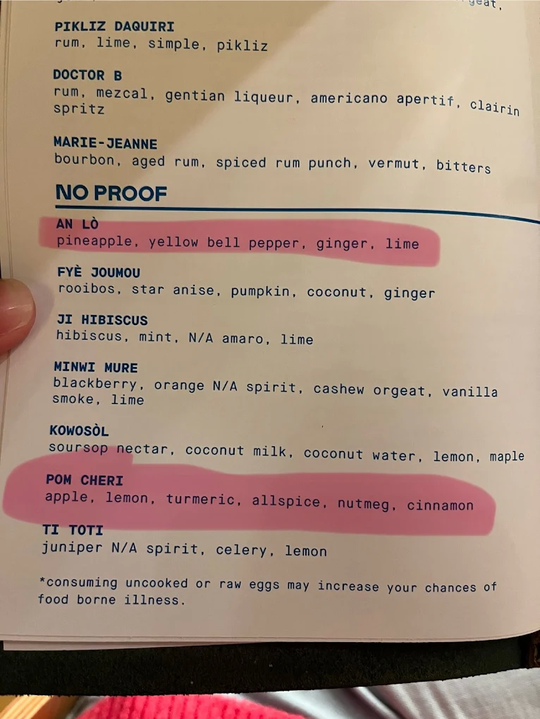 PIKLIZ DAQUIRI
rum, lime, simple, pikliz
DOCTOR B
rum, mezcal, gentian liqueur, americano apertif, clairin
spritz
MARIE-JEANNE
bourbon, aged rum, spiced rum punch, vermut, bitters
NO PROOF
AN LÒ
pineapple, yellow bell pepper, ginger, lime
FYÈ JOUMOU
rooibos, star anise, pumpkin, coconut, ginger
JI HIBISCUS
hibiscus, mint, N/A amaro, lime
MINWI MURE
blackberry, orange N/A spirit, cashew orgeat, vanilla
smoke, lime
KOWOSÒL
soursop nectar, coconut milk, coconut water, lemon, maple
POM CHERI
apple, lemon, turmeric, allspice, nutmeg, cinnamon
TI TOTI
juniper N/A spirit, celery, lemon
*consuming uncooked or raw eggs may increase your chances of
food borne illness.